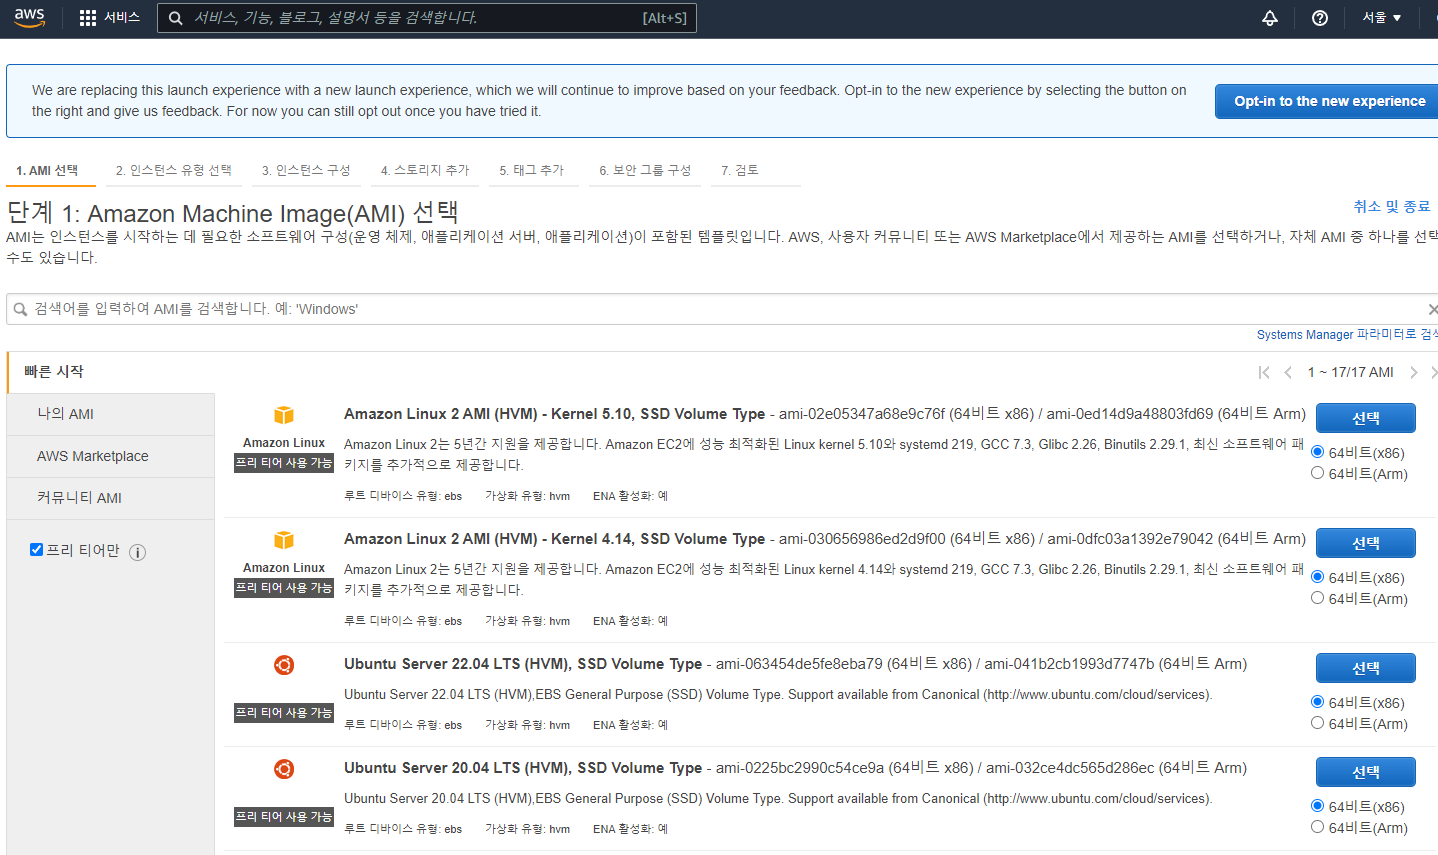 aws
서비스
서비스, 기능, 블로그, 설명서 등을 검색합니다.
[Alt+S]
서울
We are replacing this launch experience with a new launch experience, which we will continue to improve based on your feedback. Opt-in to the new experience by selecting the button on
the right and give us feedback. For now you can still opt out once you have tried it.
Opt-in to the new experience
1. AMI 선택
2. 인스턴스 유형 선택
3. 인스턴스 구성
4. 스토리지 추가
5. 태그 추가
6. 보안 그룹 구성
7. 검토
단계 1: Amazon Machine Image(AMI) 선택
취소 및 종료
AMI는 인스턴스를 시작하는 데 필요한 소프트웨어 구성(운영 체제, 애플리케이션 서버, 애플리케이션)이 포함된 템플릿입니다. AWS, 사용자 커뮤니티 또는 AWS Marketplace에서 제공하는 AMI를 선택하거나, 자체 AMI 중 하나를 선택
수도 있습니다.
검색어를 입력하여 AMI를 검색합니다. 예: 'Windows'
Systems Manager 파라미터로 검색
빠른 시작
1 ~ 17/17 AMI
나의 AMI
AWS Marketplace
커뮤니티 AMI
프리 티어만
Amazon Linux
프리 티어 사용 가능
Amazon Linux 2 AMI (HVM) - Kernel 5.10, SSD Volume Type - ami-02e05347a68e9c76f (64비트 x86) / ami-0ed14d9a48803fd69 (64비트 Arm)
Amazon Linux 2는 5년간 지원을 제공합니다. Amazon EC2에 성능 최적화된 Linux kernel 5.10와 systemd 219, GCC 7.3, Glibc 2.26, Binutils 2.29.1, 최신 소프트웨어 패
키지를 추가적으로 제공합니다.
루트 디바이스 유형: ebs 가상화 유형: hvm ENA 활성화: 예
선택
64비트(x86)
64비트(Arm)
Amazon Linux
프리 티어 사용 가능
Amazon Linux 2 AMI (HVM) - Kernel 4.14, SSD Volume Type - ami-030656986ed2d9f00 (64비트 x86) / ami-0dfc03a1392e79042 (64비트 Arm)
Amazon Linux 2는 5년간 지원을 제공합니다. Amazon EC2에 성능 최적화된 Linux kernel 4.14와 systemd 219, GCC 7.3, Glibc 2.26, Binutils 2.29.1, 최신 소프트웨어 패
키지를 추가적으로 제공합니다.
루트 디바이스 유형: ebs 가상화 유형: hvm ENA 활성화: 예
선택
64비트(x86)
64비트(Arm)
프리 티어 사용 가능
Ubuntu Server 22.04 LTS (HVM), SSD Volume Type - ami-063454de5fe8eba79 (64비트 x86) / ami-041b2cb1993d7747b (64비트 Arm)
Ubuntu Server 22.04 LTS (HVM),EBS General Purpose (SSD) Volume Type. Support available from Canonical (http://www.ubuntu.com/cloud/services).
루트 디바이스 유형: ebs 가상화 유형: hvm ENA 활성화: 예
선택
64비트(x86)
64비트(Arm)
프리 티어 사용 가능
Ubuntu Server 20.04 LTS (HVM), SSD Volume Type - ami-0225bc2990c54ce9a (64비트 x86) / ami-032ce4dc565d286ec (64비트 Arm)
Ubuntu Server 20.04 LTS (HVM),EBS General Purpose (SSD) Volume Type. Support available from Canonical (http://www.ubuntu.com/cloud/services).
루트 디바이스 유형: ebs 가상화 유형: hvm ENA 활성화: 예
선택
64비트(x86)
64비트(Arm)